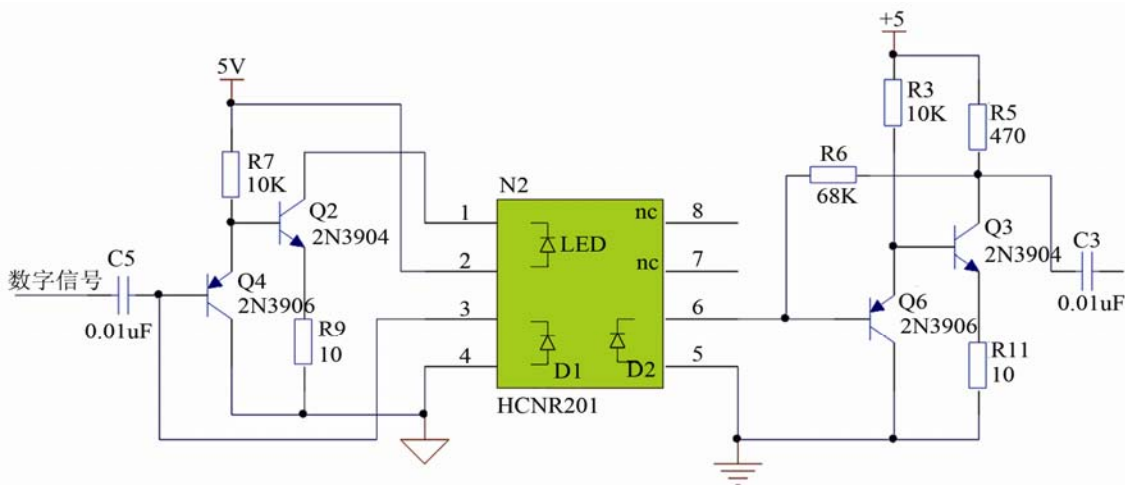 +5
5V
R3
10K
R5
470
R7
10K
R6
68K
N2
Q2
2N3904
1
LED
nc
8
Q3
2N3904
C3
0.01uF
数字信号
C5
0.01uF
Q4
2N3906
2
nc
7
R9
10
3
6
Q6
2N3906
4
D1
D2
5
R11
10
HCNR201